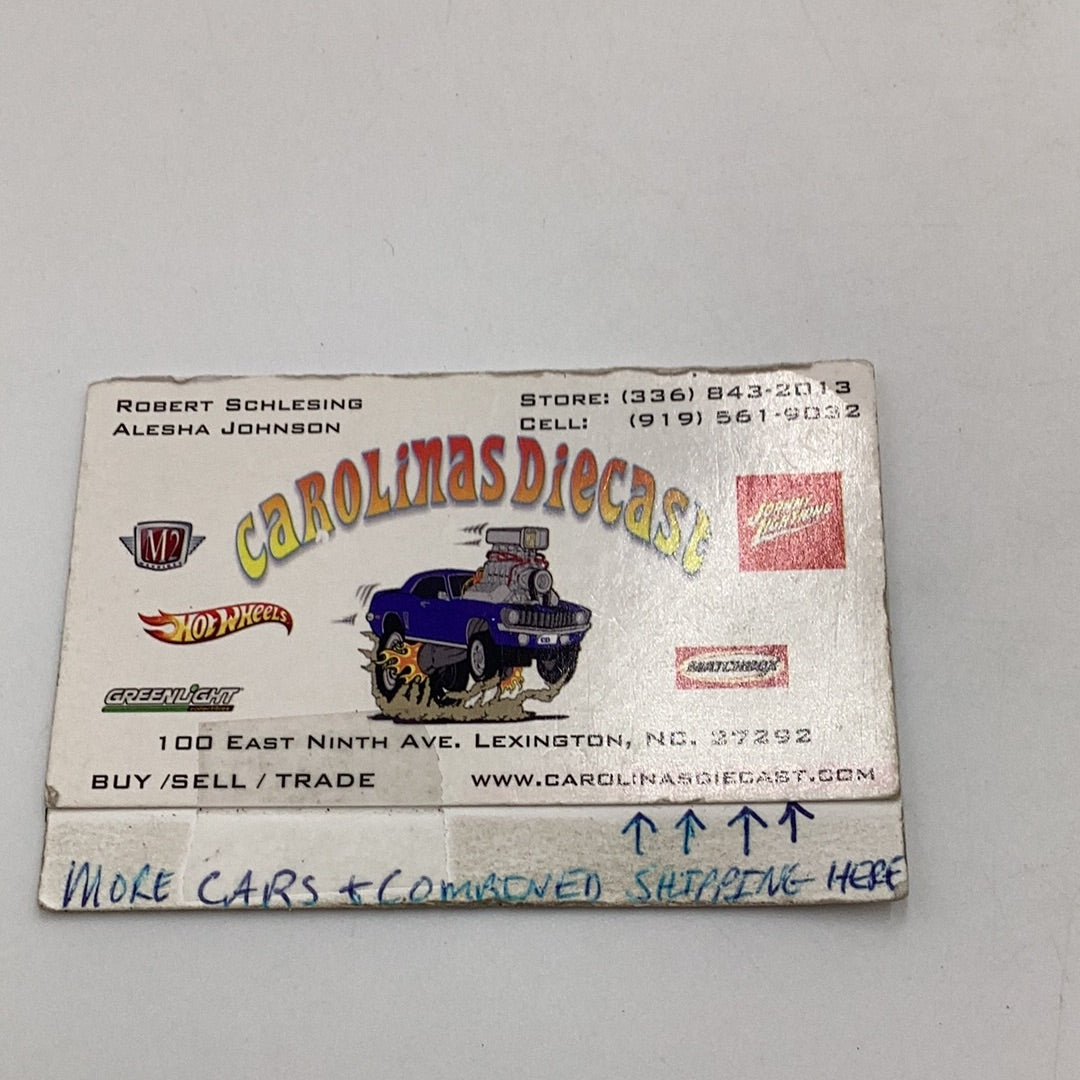 ROBERT SCHLESING
ALESHA JOHNSON
STORE: (336) 843-2013
CELL: (919) 561-9032
CAROLINAS DIECAST
M2
JOHNNY LIGHTNING
HOT WHEELS
MATCHBOX
GREENLIGHT
collectibles
100 EAST NINTH AVE. LEXINGTON, NC. 27292
BUY /SELL / TRADE
WWW.CAROLINASDIECAST.COM
↑ ↑ ↑ ↑
MORE CARS + COMBINED SHIPPING HERE